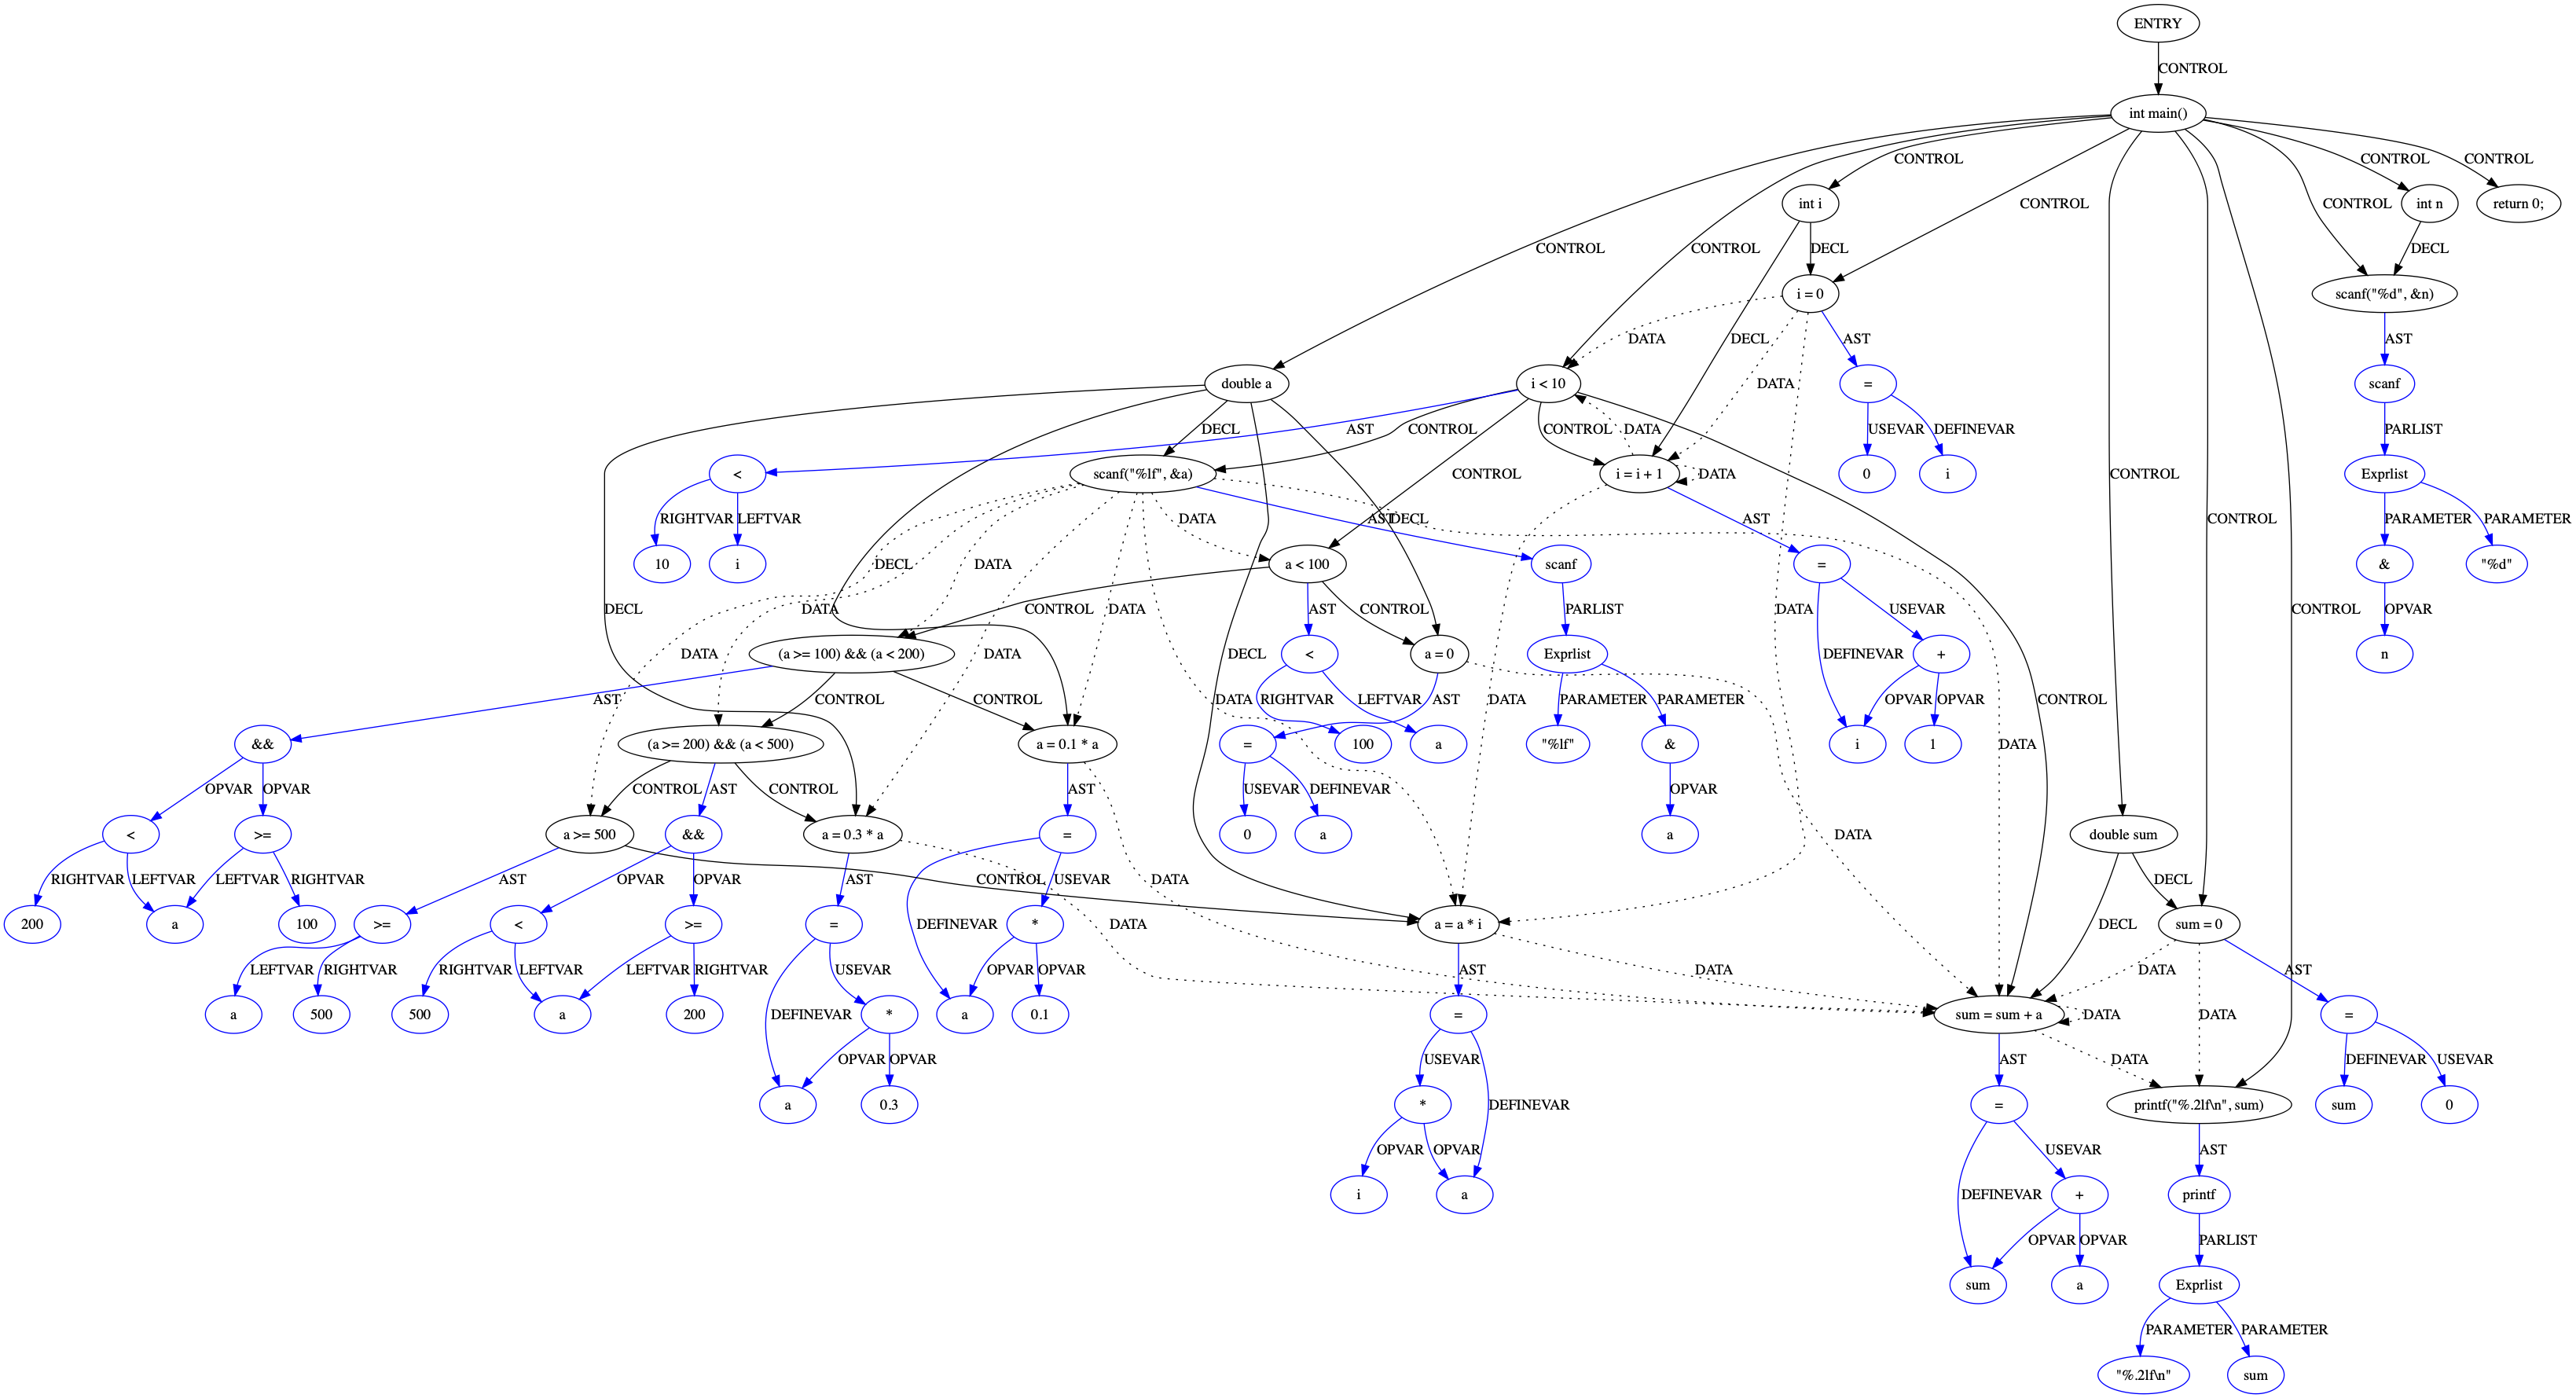 ENTRY
CONTROL
int main()
CONTROL CONTROL CONTROL
int i int n return 0;
CONTROL CONTROL
CONTROL CONTROL DECL DECL
i = 0 scanf("%d", &n)
DECL DATA AST AST
double a i < 10 = scanf
DATA
DECL AST CONTROL CONTROL DATA USEVAR DEFINEVAR PARLIST
< scanf("%lf", &a) i = i + 1 0 i Exprlist
CONTROL DATA CONTROL
RIGHTVAR LEFTVAR DATA AST DECL AST CONTROL PARAMETER PARAMETER
10 i DECL DATA a < 100 scanf = & "%d"
DECL DATA DATA CONTROL AST CONTROL PARLIST DATA USEVAR CONTROL OPVAR
DATA (a >= 100) && (a < 200) DATA DECL < a = 0 Exprlist DEFINEVAR + n
AST CONTROL CONTROL DATA RIGHTVAR LEFTVAR AST DATA PARAMETER PARAMETER OPVAR OPVAR CONTROL
&& (a >= 200) && (a < 500) a = 0.1 * a = 100 a "%lf" & i 1 DATA
OPVAR OPVAR CONTROL AST CONTROL AST USEVAR DEFINEVAR OPVAR
< >= a >= 500 && a = 0.3 * a = 0 a a DATA double sum
RIGHTVAR LEFTVAR LEFTVAR RIGHTVAR AST OPVAR OPVAR AST CONTROL USEVAR DATA DECL
200 a 100 >= < >= = DEFINEVAR * DATA a = a * i DECL sum = 0
LEFTVAR RIGHTVAR RIGHTVAR LEFTVAR LEFTVAR RIGHTVAR USEVAR OPVAR OPVAR AST DATA DATA AST
a 500 500 a 200 DEFINEVAR * a 0.1 = sum = sum + a DATA DATA =
OPVAR OPVAR USEVAR AST DATA DEFINEVAR USEVAR
a 0.3 * DEFINEVAR = printf("%.2lf\n", sum) sum 0
OPVAR OPVAR USEVAR AST
i a DEFINEVAR + printf
OPVAR OPVAR PARLIST
sum a Exprlist
PARAMETER PARAMETER
"%.2lf\n" sum